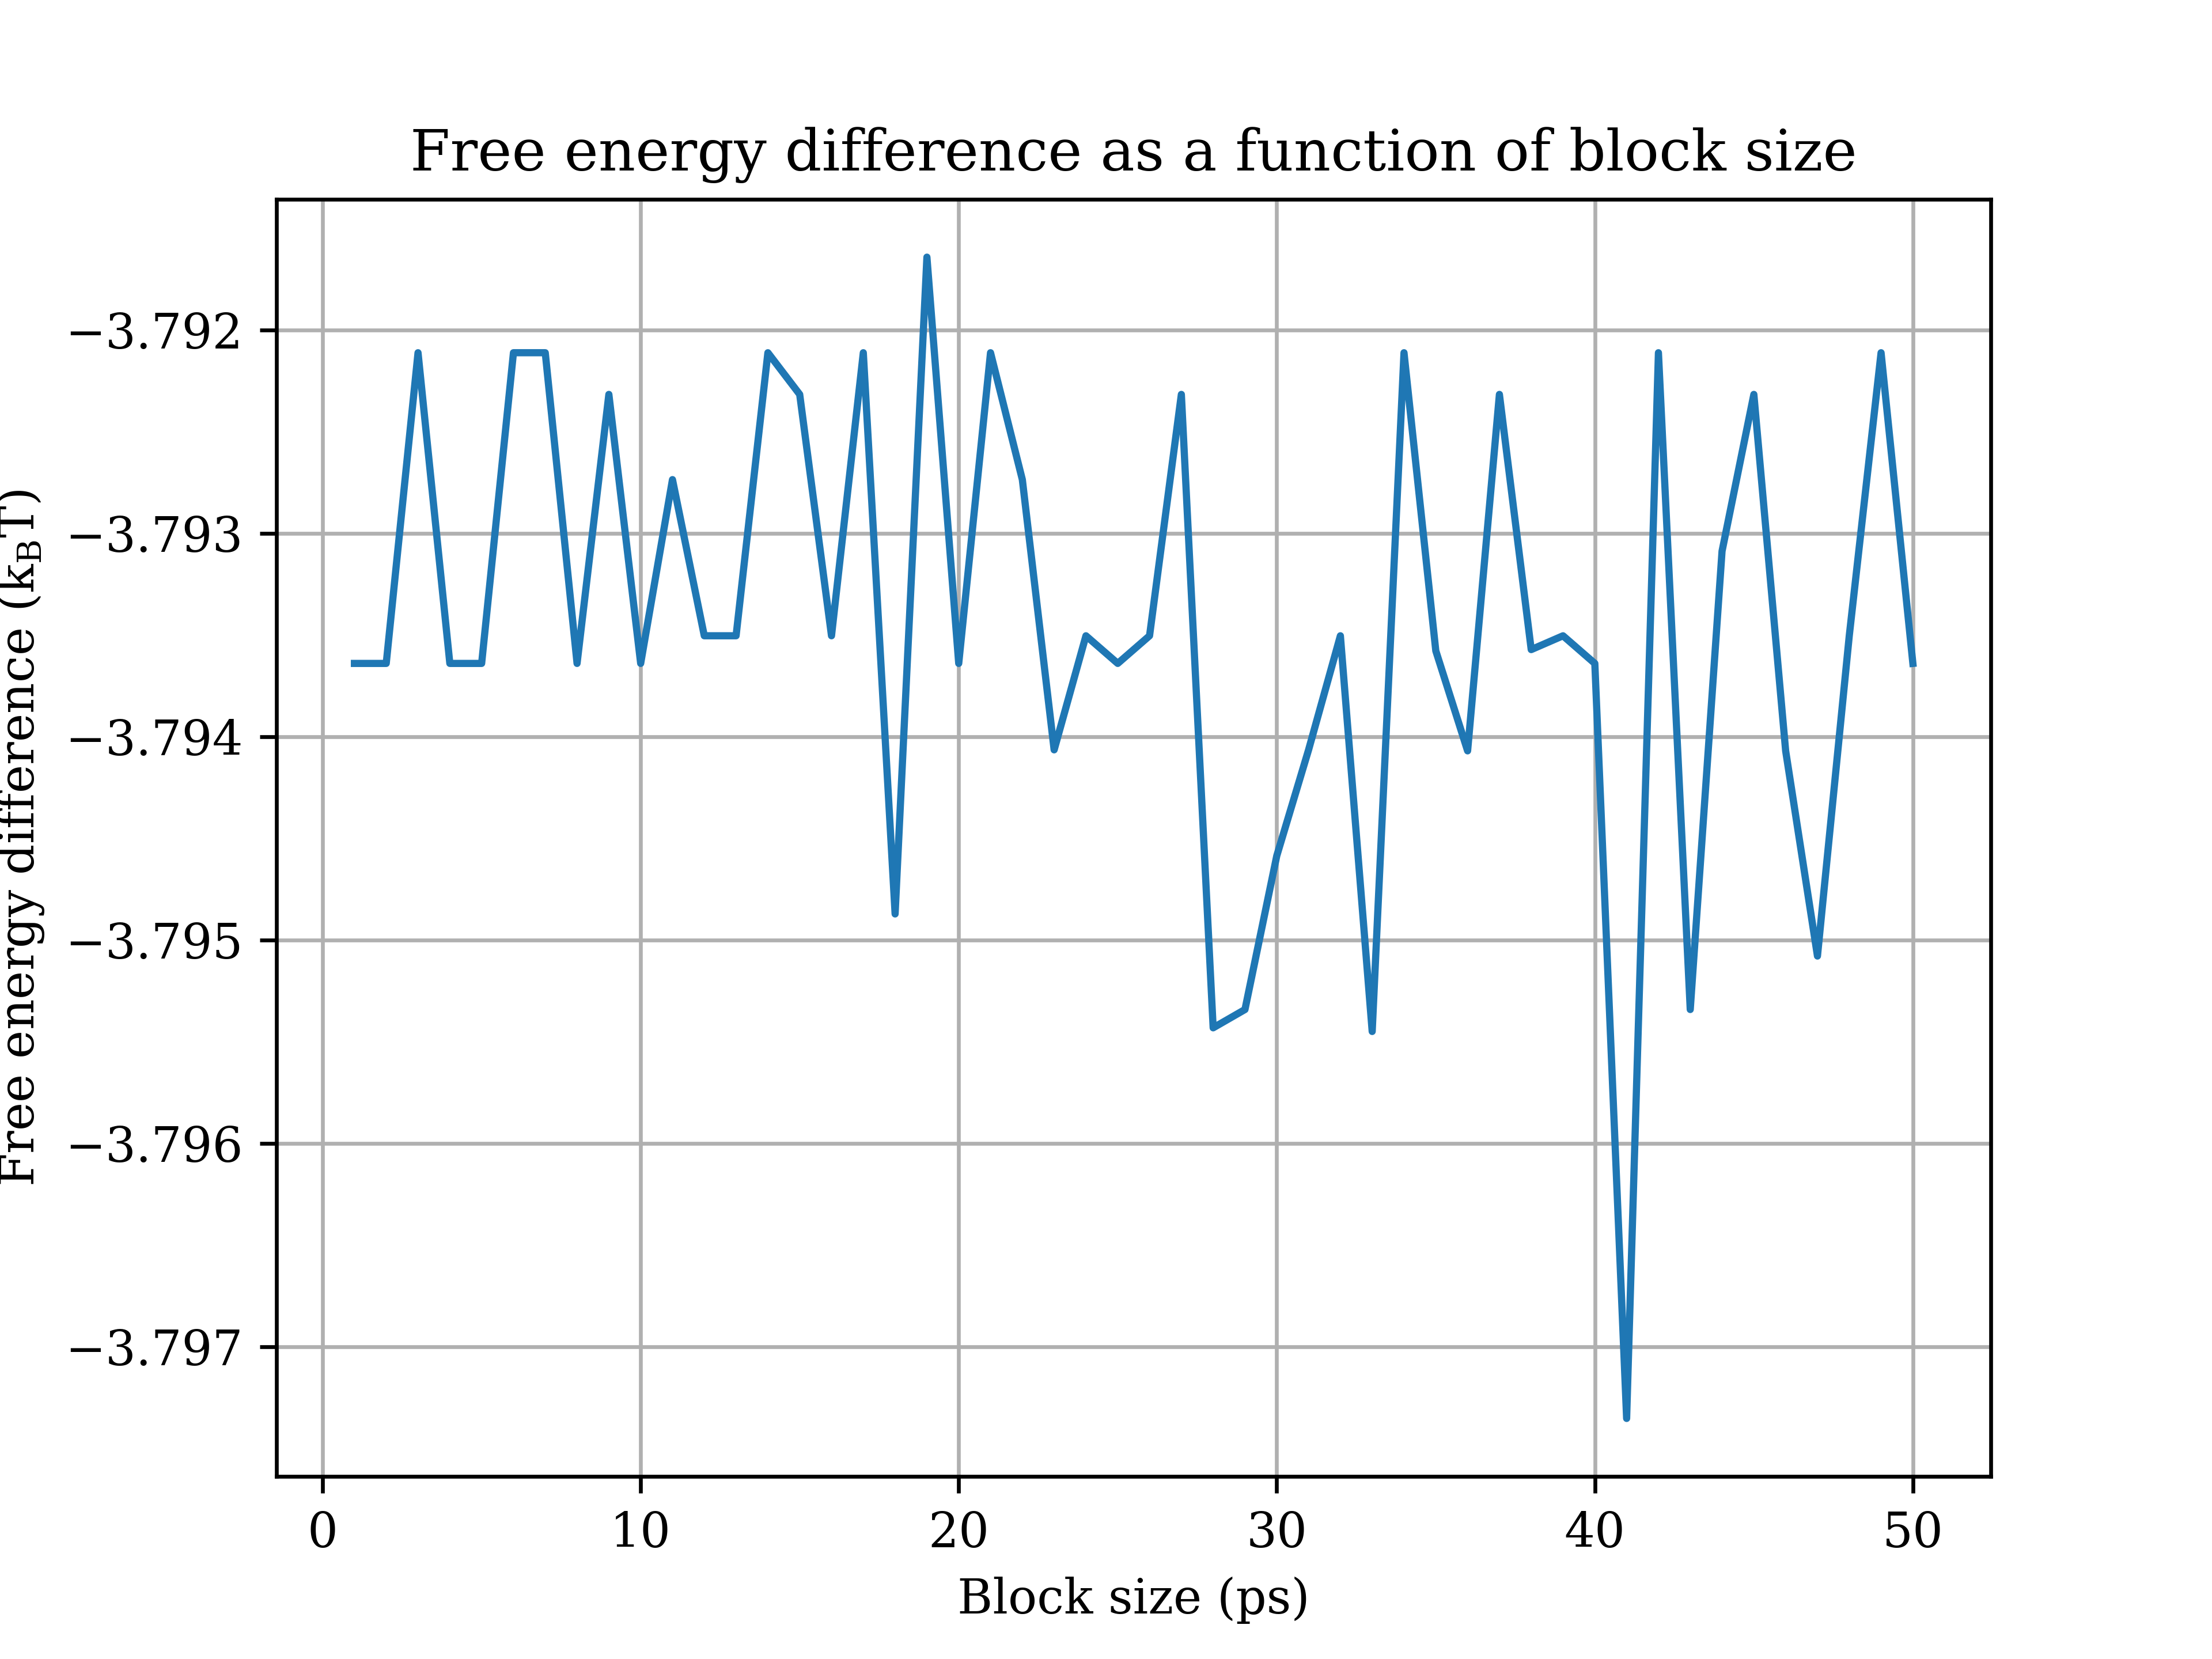 Free energy difference as a function of block size
Free energy difference (kBT)
−3.792
−3.793
−3.794
−3.795
−3.796
−3.797
0 10 20 30 40 50
Block size (ps)